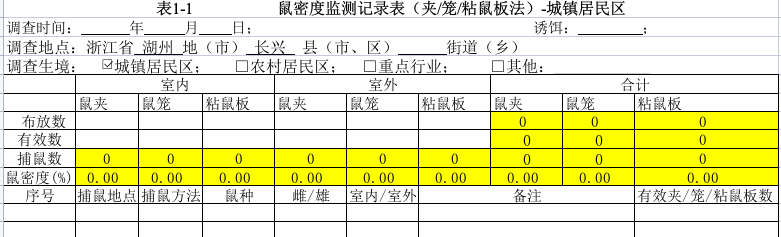 表1-1 鼠密度监测记录表（夹/笼/粘鼠板法）-城镇居民区
调查时间：______年____月____日； 诱饵：________；
调查地点：浙江省 湖州 地（市） 长兴 县（市、区）______街道（乡）
调查生境： ☑城镇居民区； □农村居民区； □重点行业； □其他：
室内 室外 合计
鼠夹 鼠笼 粘鼠板 鼠夹 鼠笼 粘鼠板 鼠夹 鼠笼 粘鼠板
布放数 0 0 0
有效数 0 0 0
捕鼠数 0 0 0 0 0 0 0 0 0
鼠密度(%) 0.00 0.00 0.00 0.00 0.00 0.00 0.00 0.00 0.00
序号 捕鼠地点 捕鼠方法 鼠种 雌/雄 室内/室外 备注 有效夹/笼/粘鼠板数